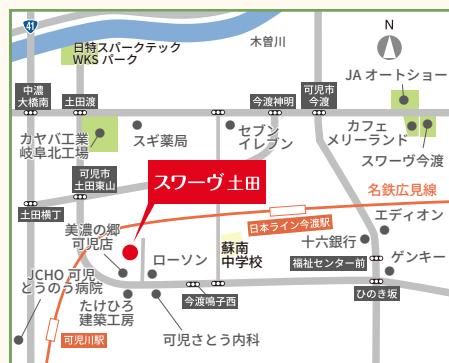 41
N
木曽川
日特スパークテック
WKS パーク
JA オートショー
中濃
大橋南
土田渡
今渡神明
可児市
今渡
カヤバ工業
岐阜北工場
スギ薬局
セブン
イレブン
カフェ
メリーランド
スワーヴ今渡
可児市
土田東山
スワーヴ 土田
名鉄広見線
土田横丁
日本ライン今渡駅
エディオン
美濃の郷
可児店
蘇南
中学校
十六銀行
福祉センター前
ゲンキー
JCHO 可児
とうのう病院
ローソン
今渡鳴子西
ひのき坂
たけひろ
建築工房
可児さとう内科
可児川駅